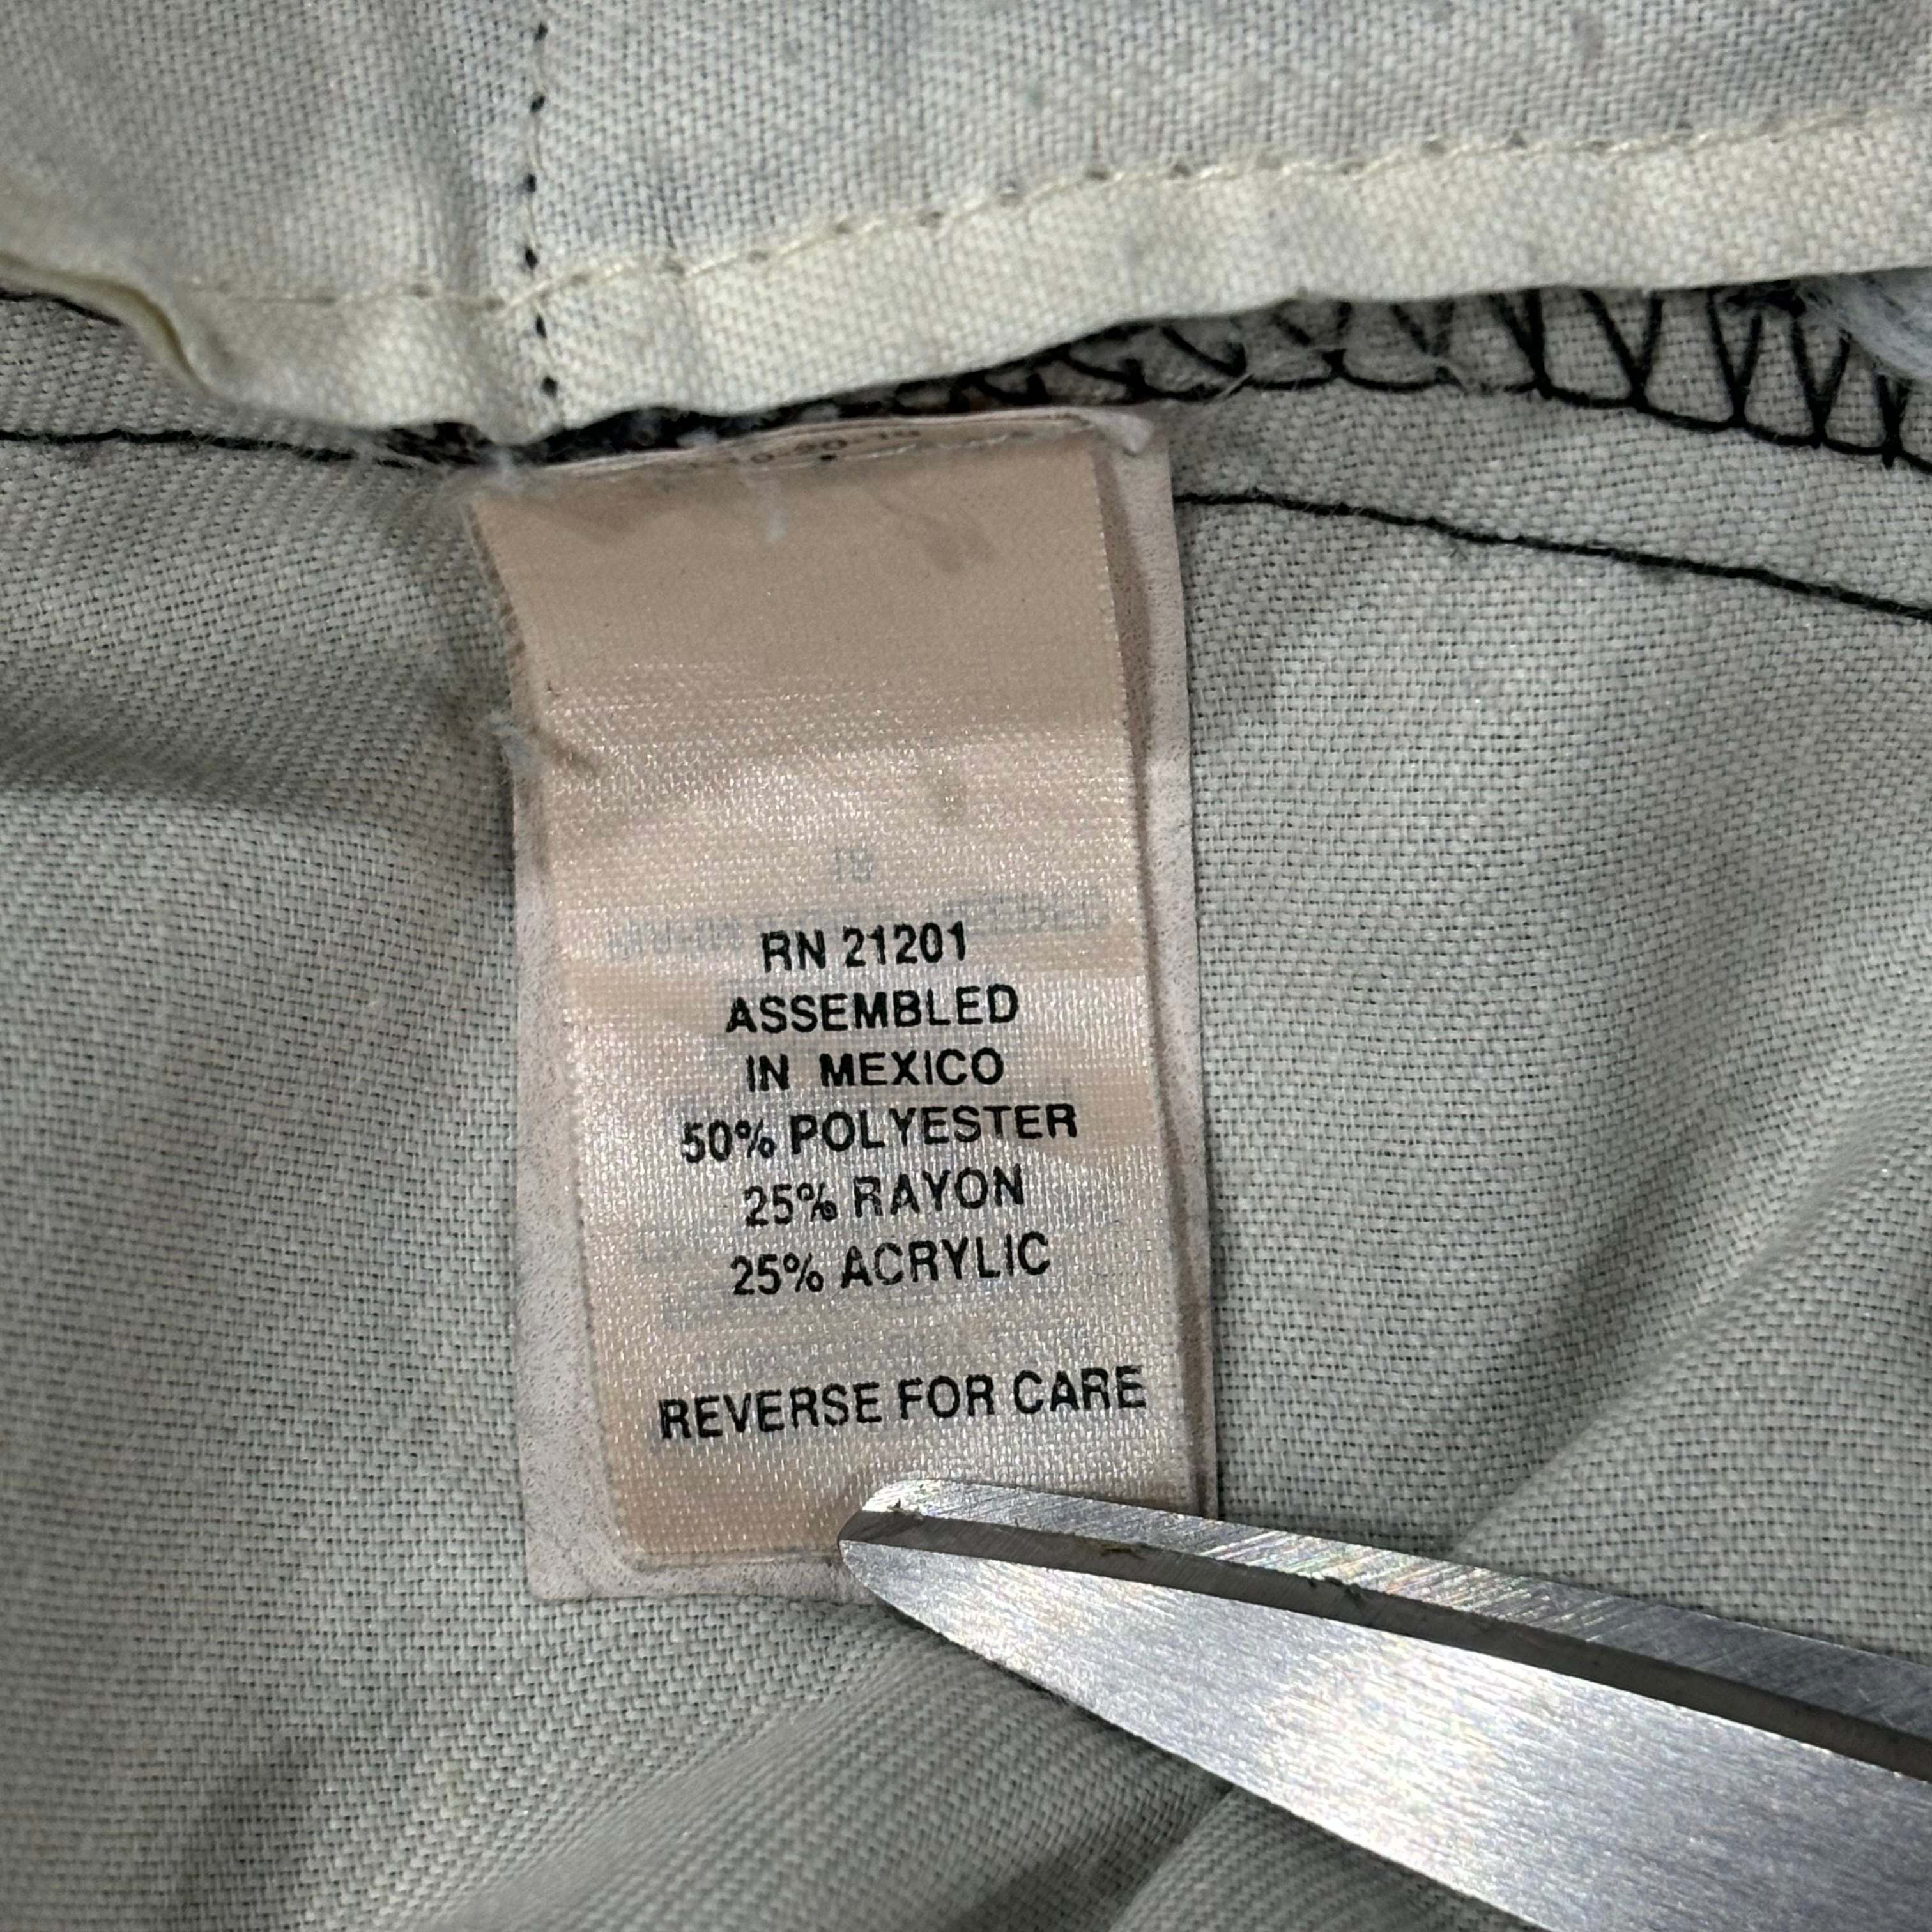 RN 21201
ASSEMBLED
IN MEXICO
50% POLYESTER
25% RAYON
25% ACRYLIC
REVERSE FOR CARE